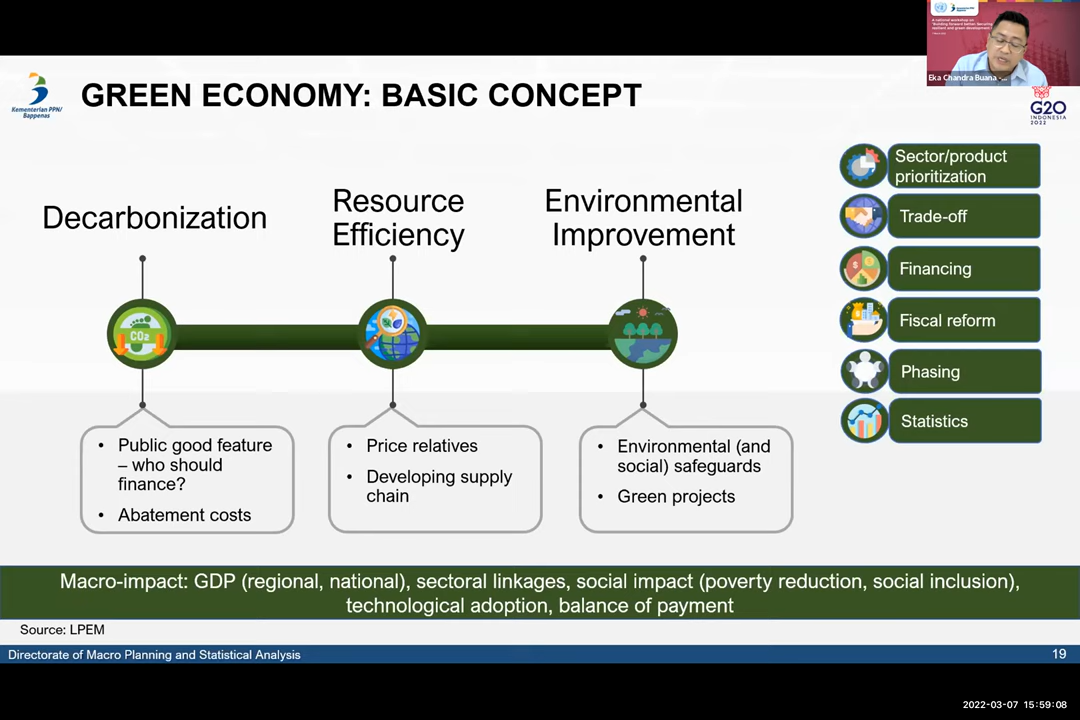 A national workshop on
Eka Chandra Buana -...
Kementerian PPN/
Bappenas
GREEN ECONOMY: BASIC CONCEPT
G20
INDONESIA
2022
Decarbonization
Resource
Efficiency
Environmental
Improvement
CO2
• Public good feature
– who should
finance?
• Abatement costs
• Price relatives
• Developing supply
chain
• Environmental (and
social) safeguards
• Green projects
Sector/product
prioritization
Trade-off
Financing
Fiscal reform
Phasing
Statistics
Macro-impact: GDP (regional, national), sectoral linkages, social impact (poverty reduction, social inclusion),
technological adoption, balance of payment
Source: LPEM
Directorate of Macro Planning and Statistical Analysis
19
2022-03-07 15:59:08